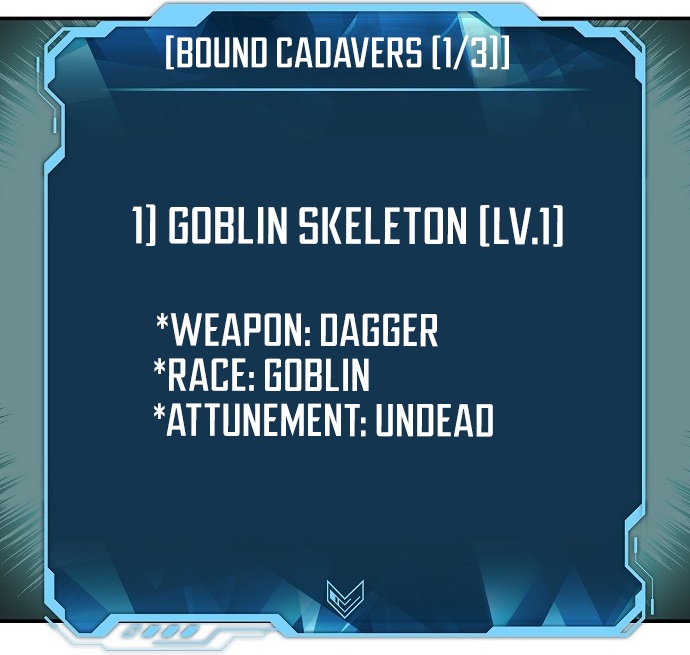 [BOUND CADAVERS [1/3]]
1] GOBLIN SKELETON [LV.1]
*WEAPON: DAGGER
*RACE: GOBLIN
*ATTUNEMENT: UNDEAD